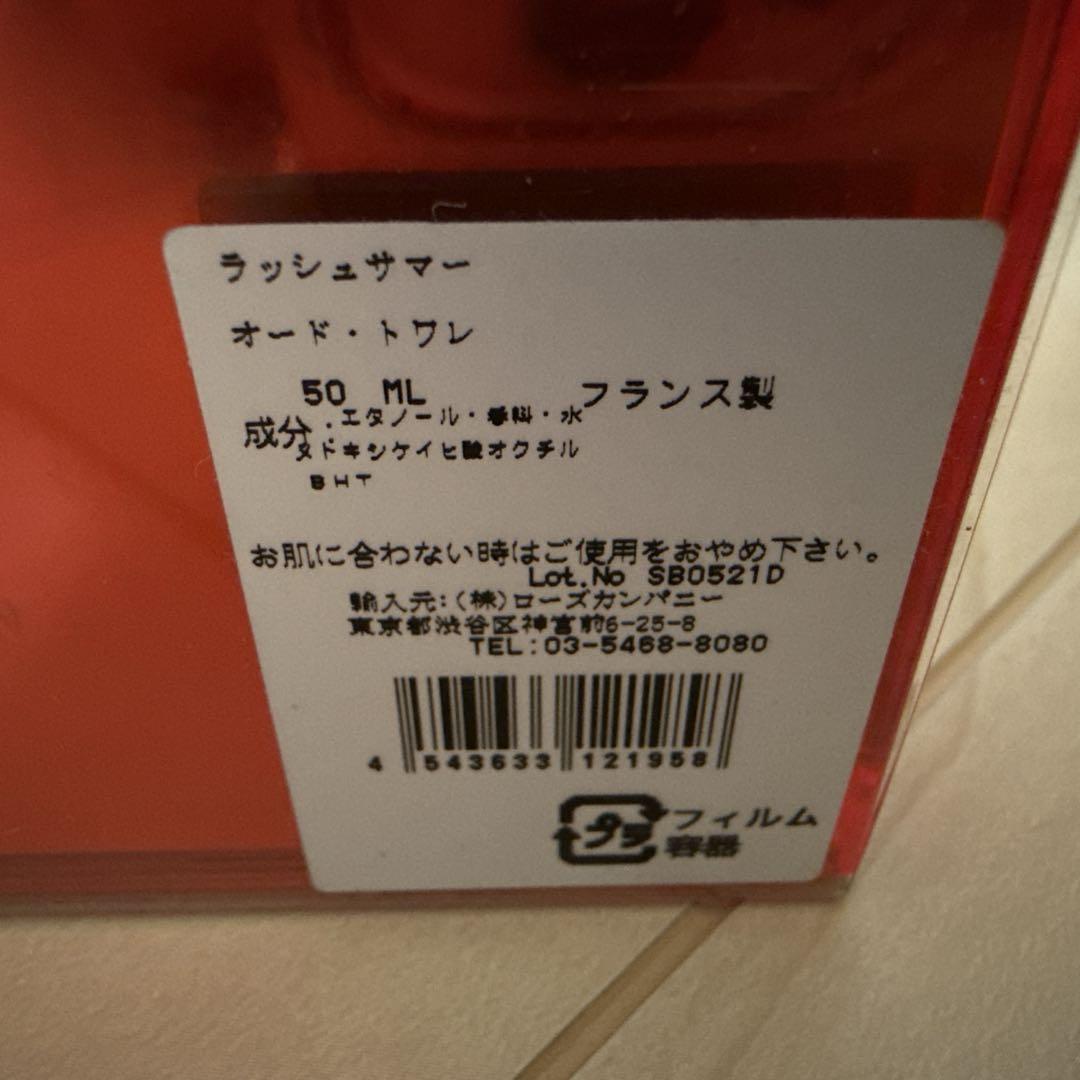 ラッシュサマー
オード・トワレ
50 ML フランス製
成分:エタノール・香料・水
メトキシケイヒ酸オクチル
BHT
お肌に合わない時はご使用をおやめ下さい。
Lot.No SB0521D
輸入元:(株)ローズカンパニー
東京都渋谷区神宮前6-25-8
TEL:03-5468-8080
4 543633 121958
プラ フィルム
容器